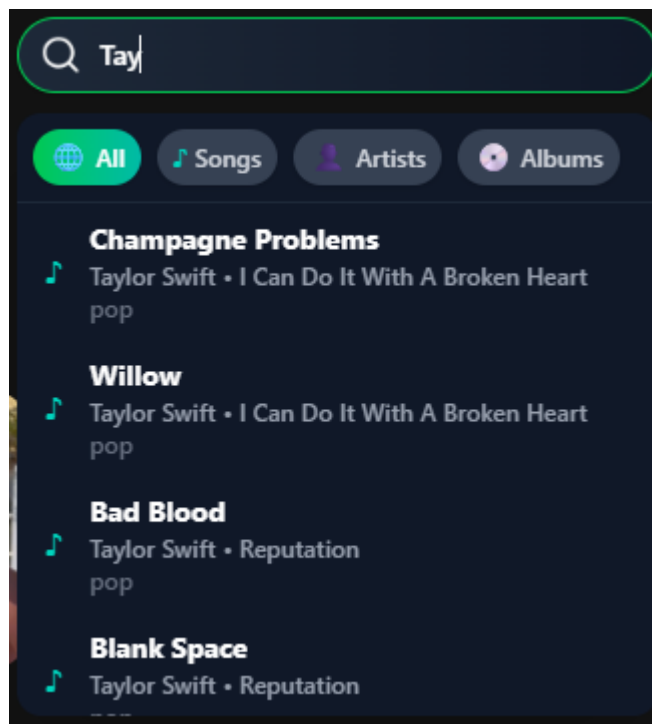 Tay
All
Songs
Artists
Albums
Champagne Problems
Taylor Swift • I Can Do It With A Broken Heart
pop
Willow
Taylor Swift • I Can Do It With A Broken Heart
pop
Bad Blood
Taylor Swift • Reputation
pop
Blank Space
Taylor Swift • Reputation